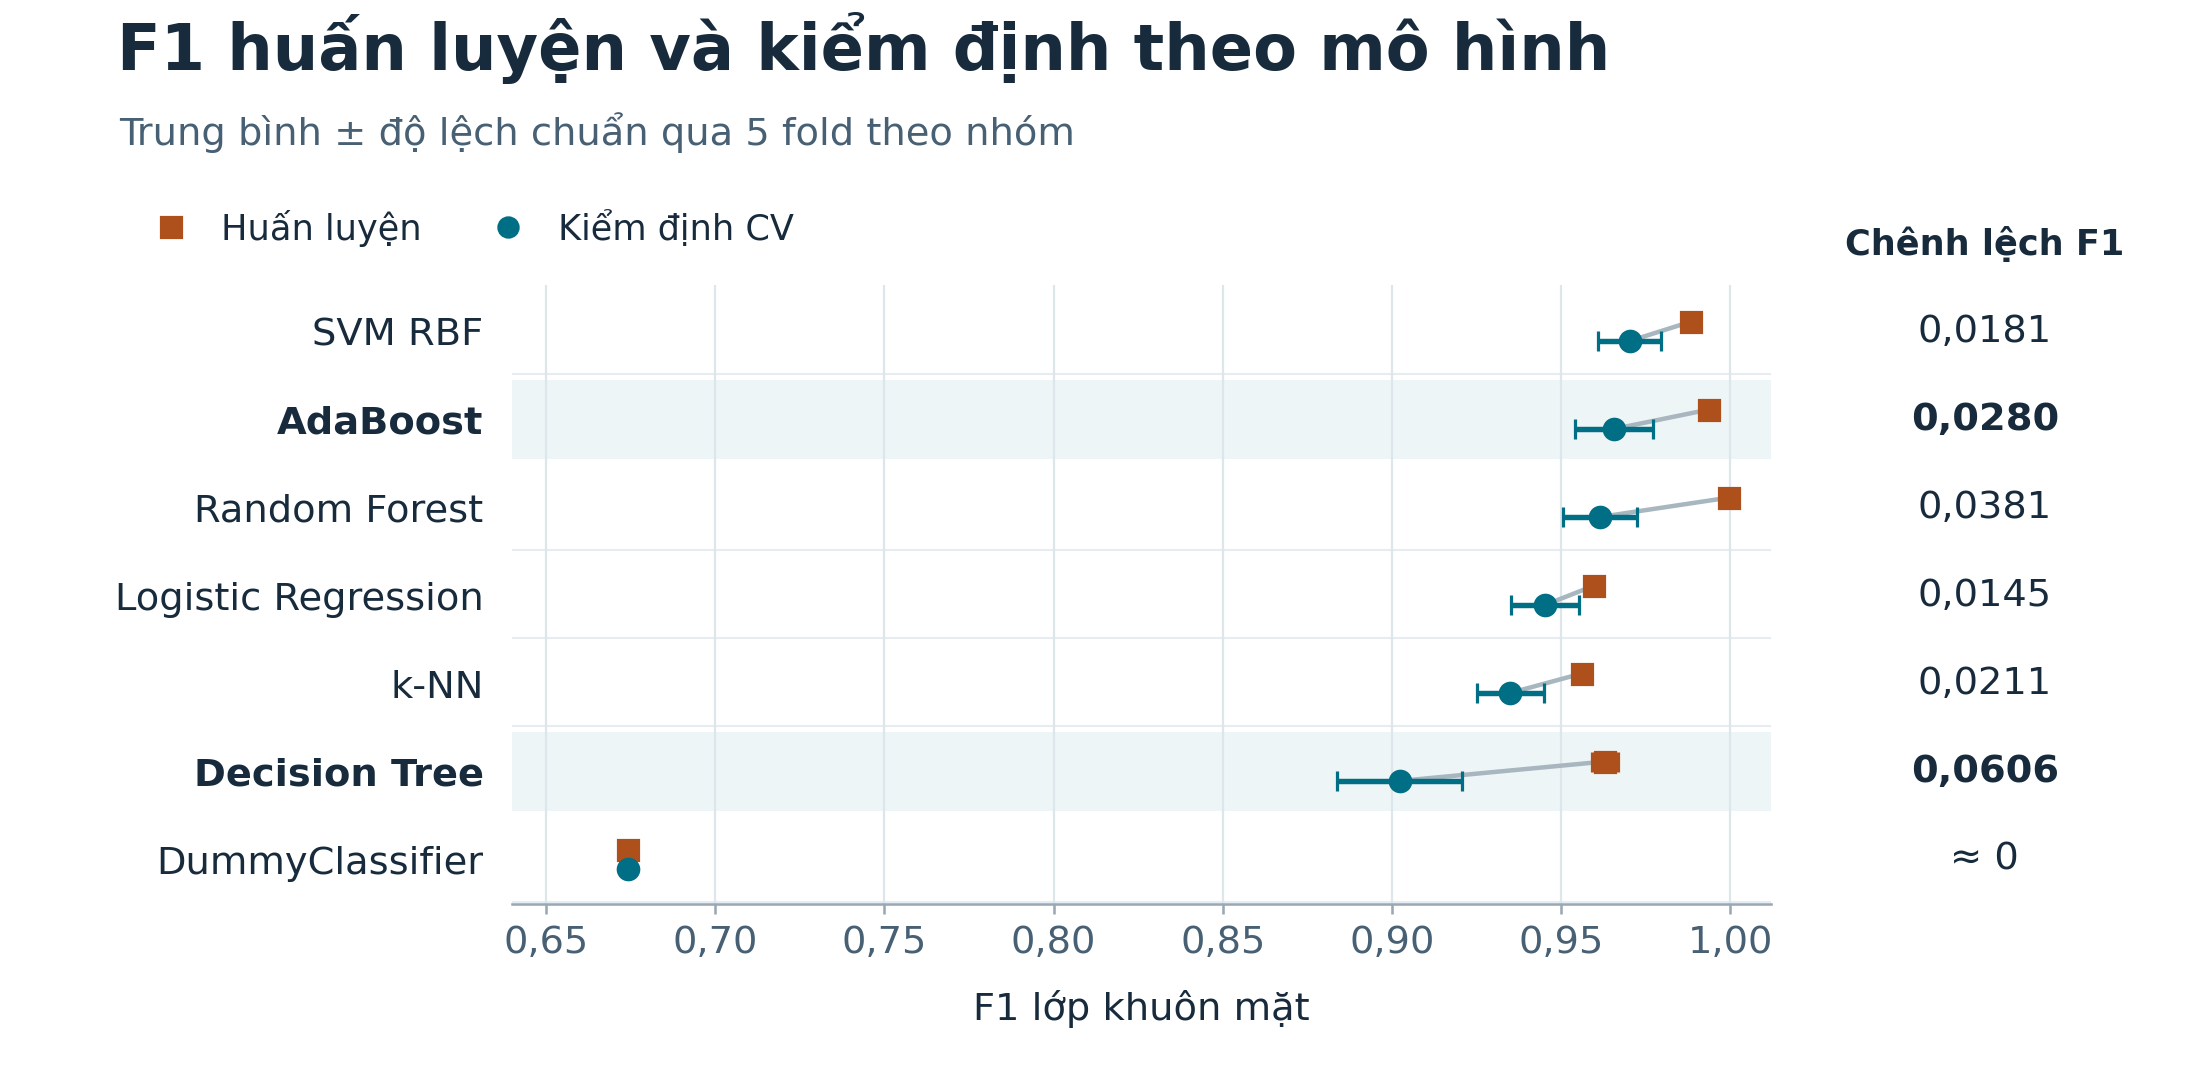 F1 huấn luyện và kiểm định theo mô hình
Trung bình ± độ lệch chuẩn qua 5 fold theo nhóm
Huấn luyện Kiểm định CV
Chênh lệch F1
SVM RBF 0,0181
AdaBoost 0,0280
Random Forest 0,0381
Logistic Regression 0,0145
k-NN 0,0211
Decision Tree 0,0606
DummyClassifier ≈ 0
0,65 0,70 0,75 0,80 0,85 0,90 0,95 1,00
F1 lớp khuôn mặt